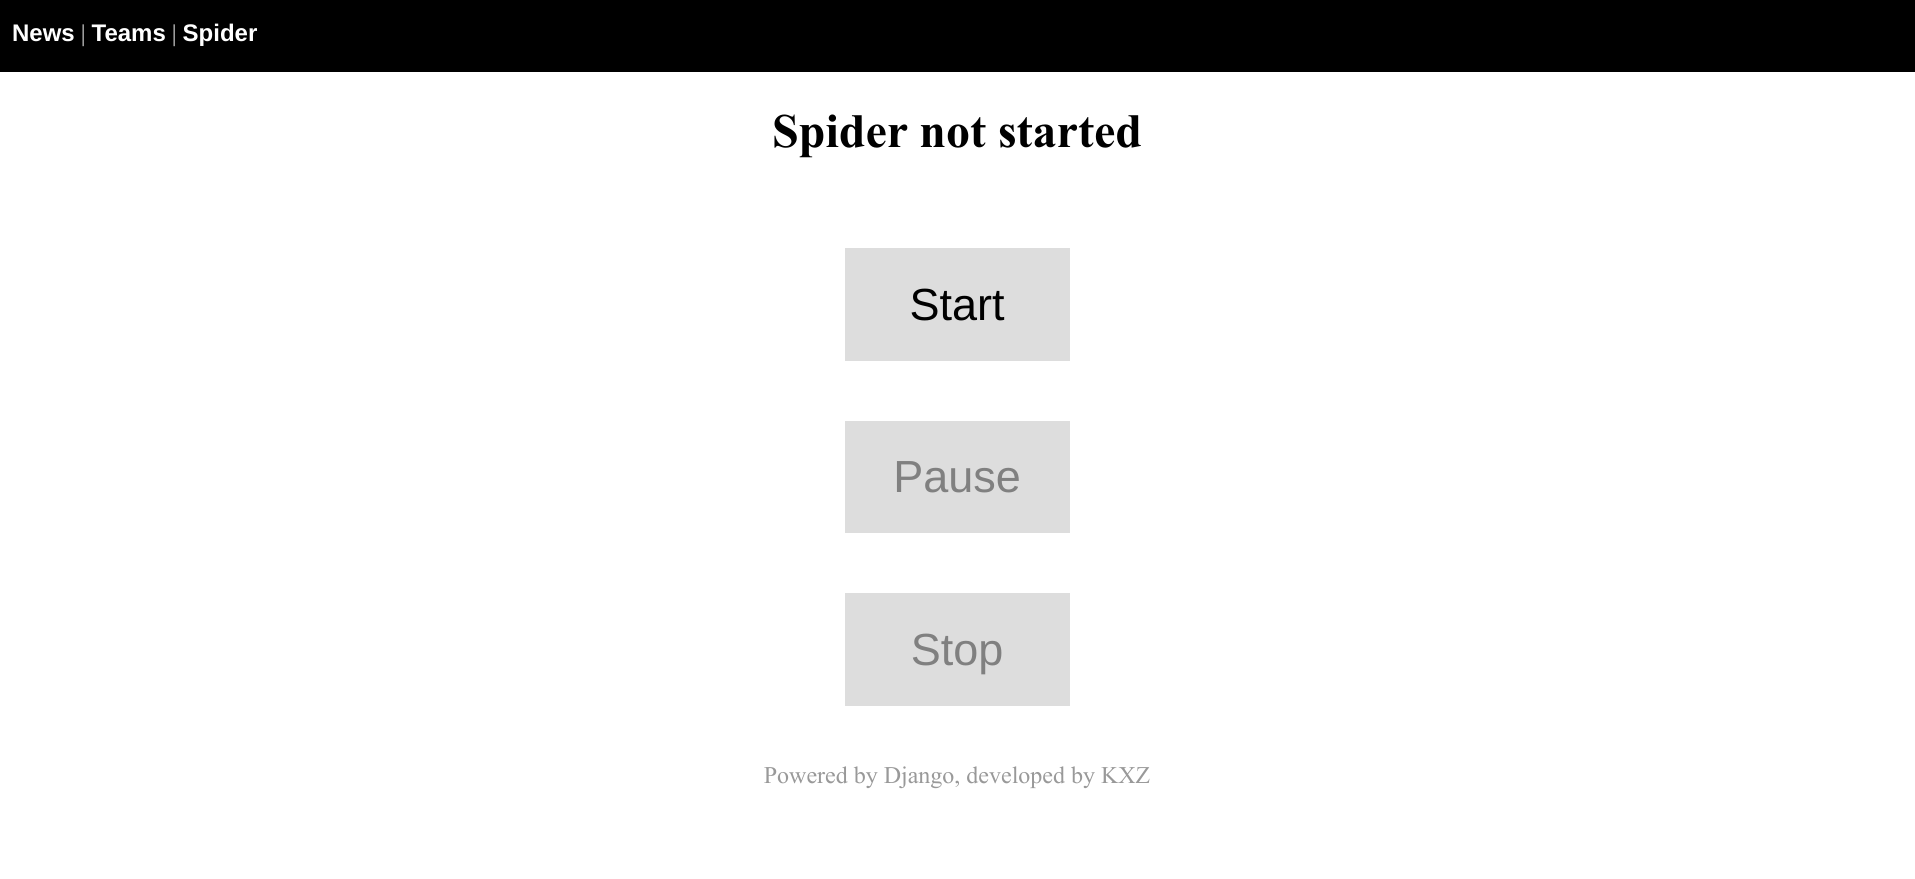 News | Teams | Spider
Spider not started
Start
Pause
Stop
Powered by Django, developed by KXZ